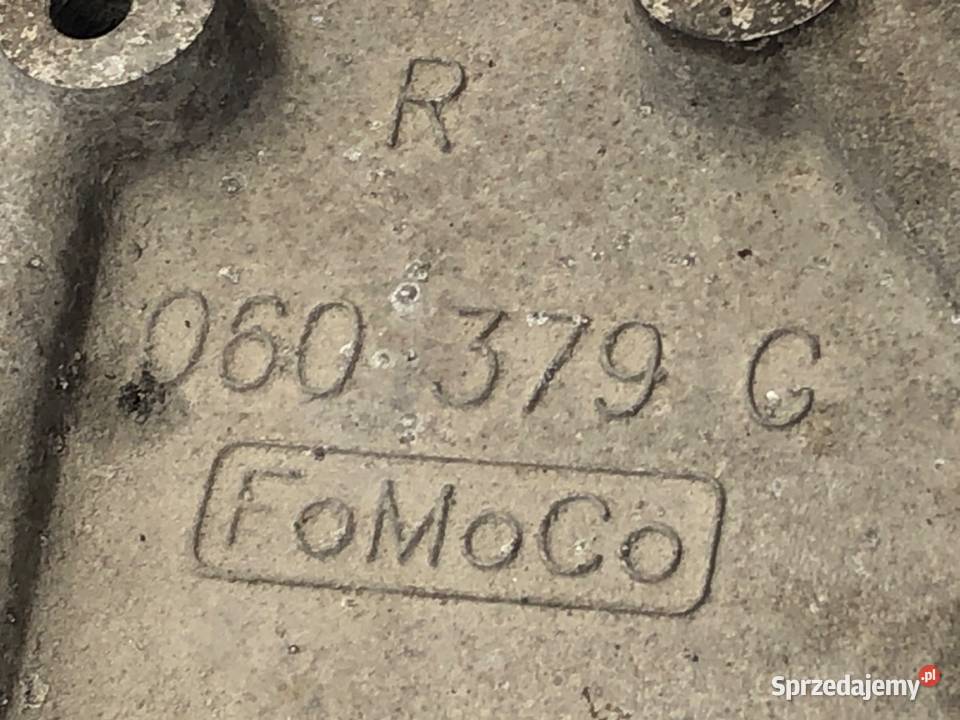 R
060 379 G
FoMoCo
Sprzedajemy.pl